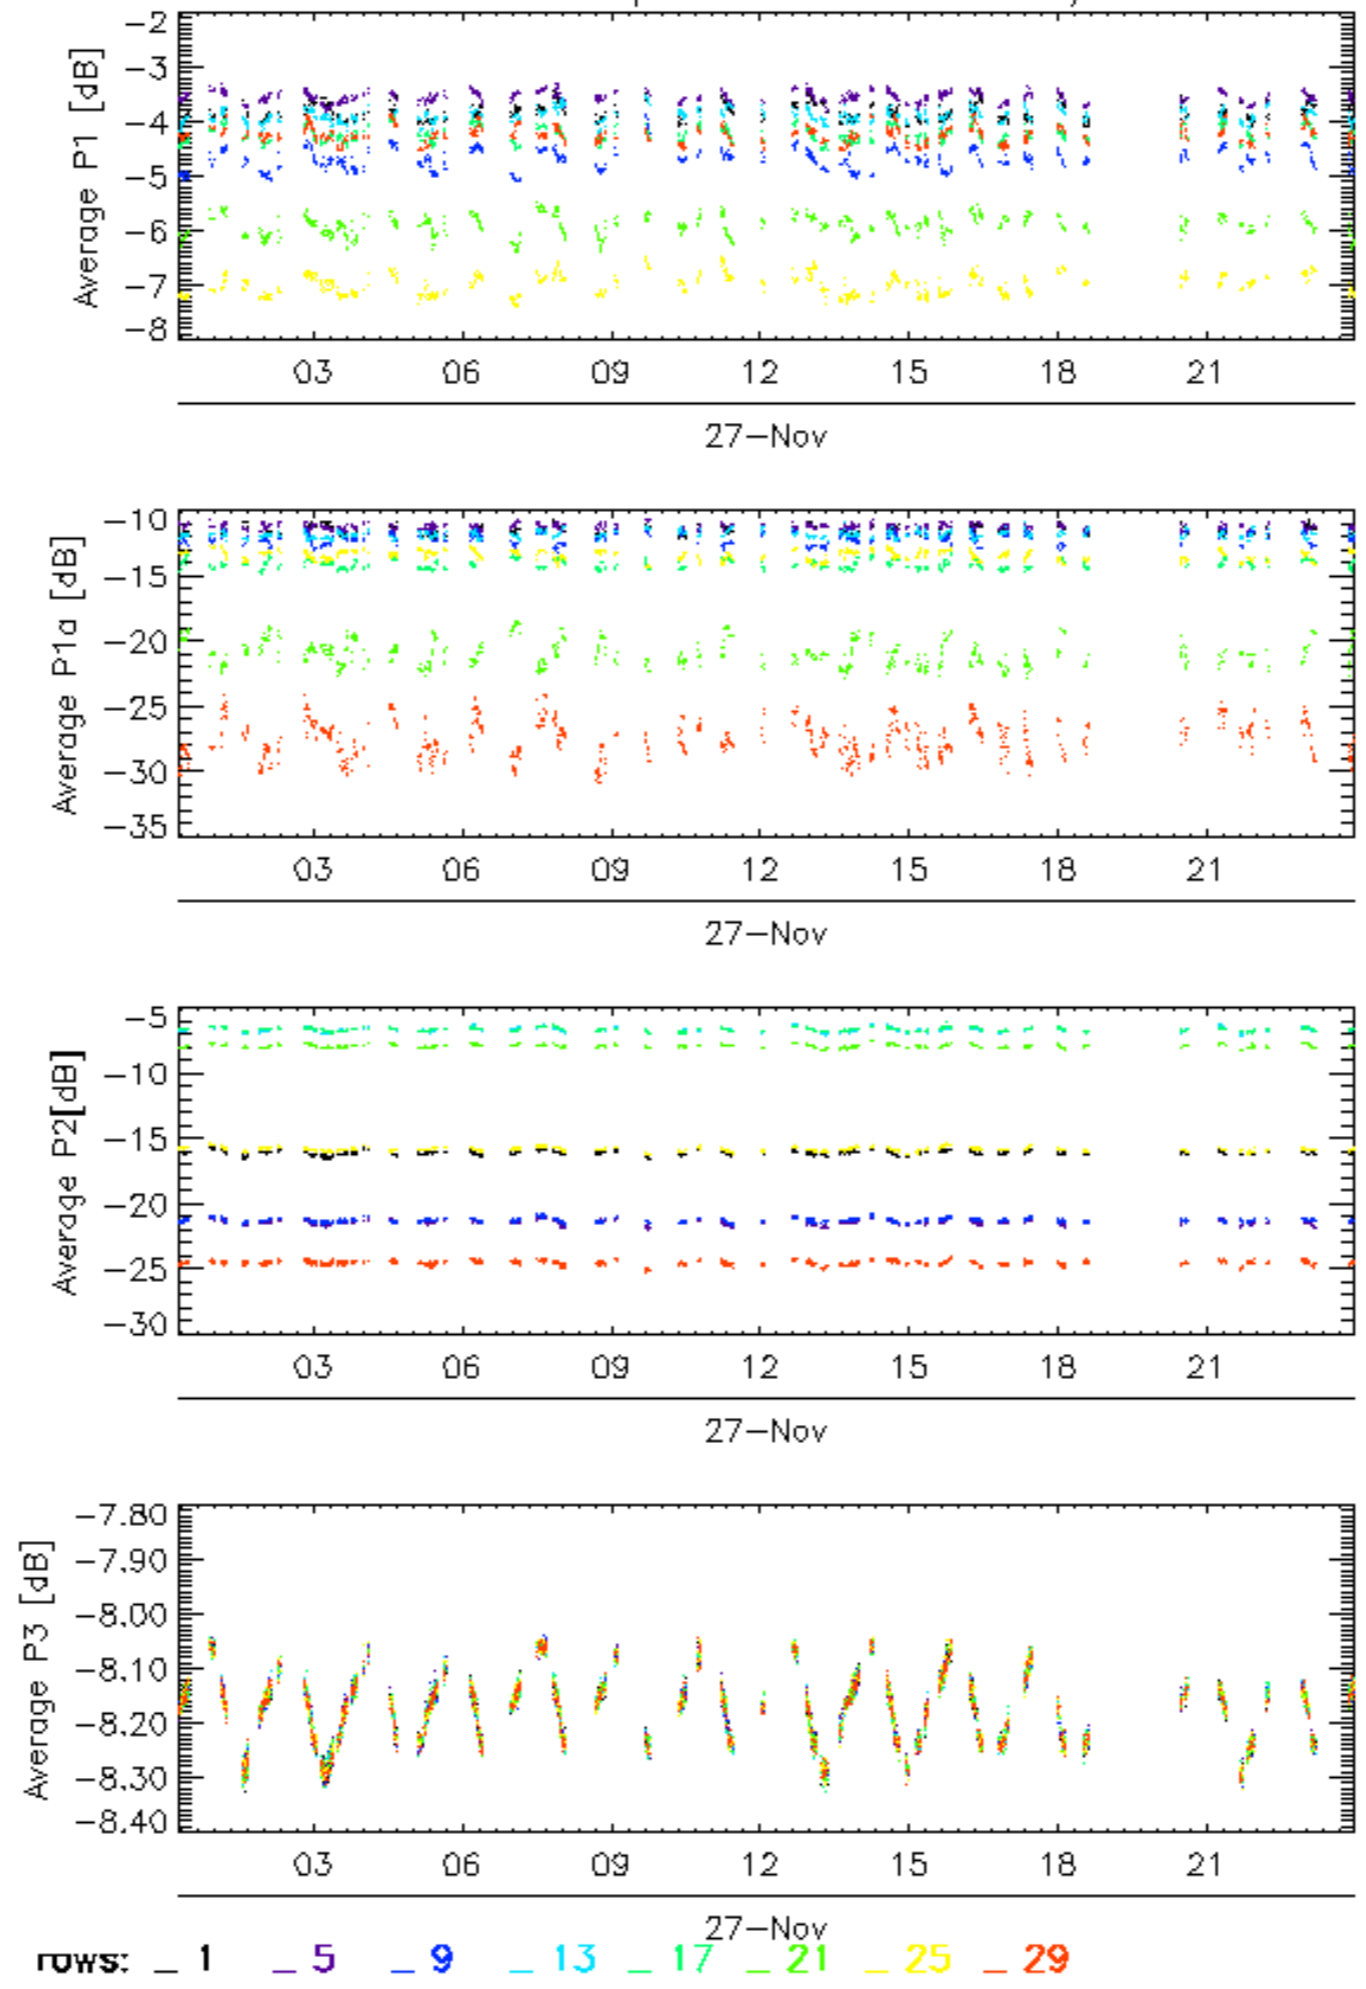 Average P1 [dB]
-2
-3
-4
-5
-6
-7
-8
03 06 09 12 15 18 21
27-Nov
Average P1a [dB]
-10
-15
-20
-25
-30
-35
03 06 09 12 15 18 21
27-Nov
Average P2[dB]
-5
-10
-15
-20
-25
-30
03 06 09 12 15 18 21
27-Nov
Average P3 [dB]
-7.80
-7.90
-8.00
-8.10
-8.20
-8.30
-8.40
03 06 09 12 15 18 21
27-Nov
rows: _ 1 _ 5 _ 9 _ 13 _ 17 _ 21 _ 25 _ 29